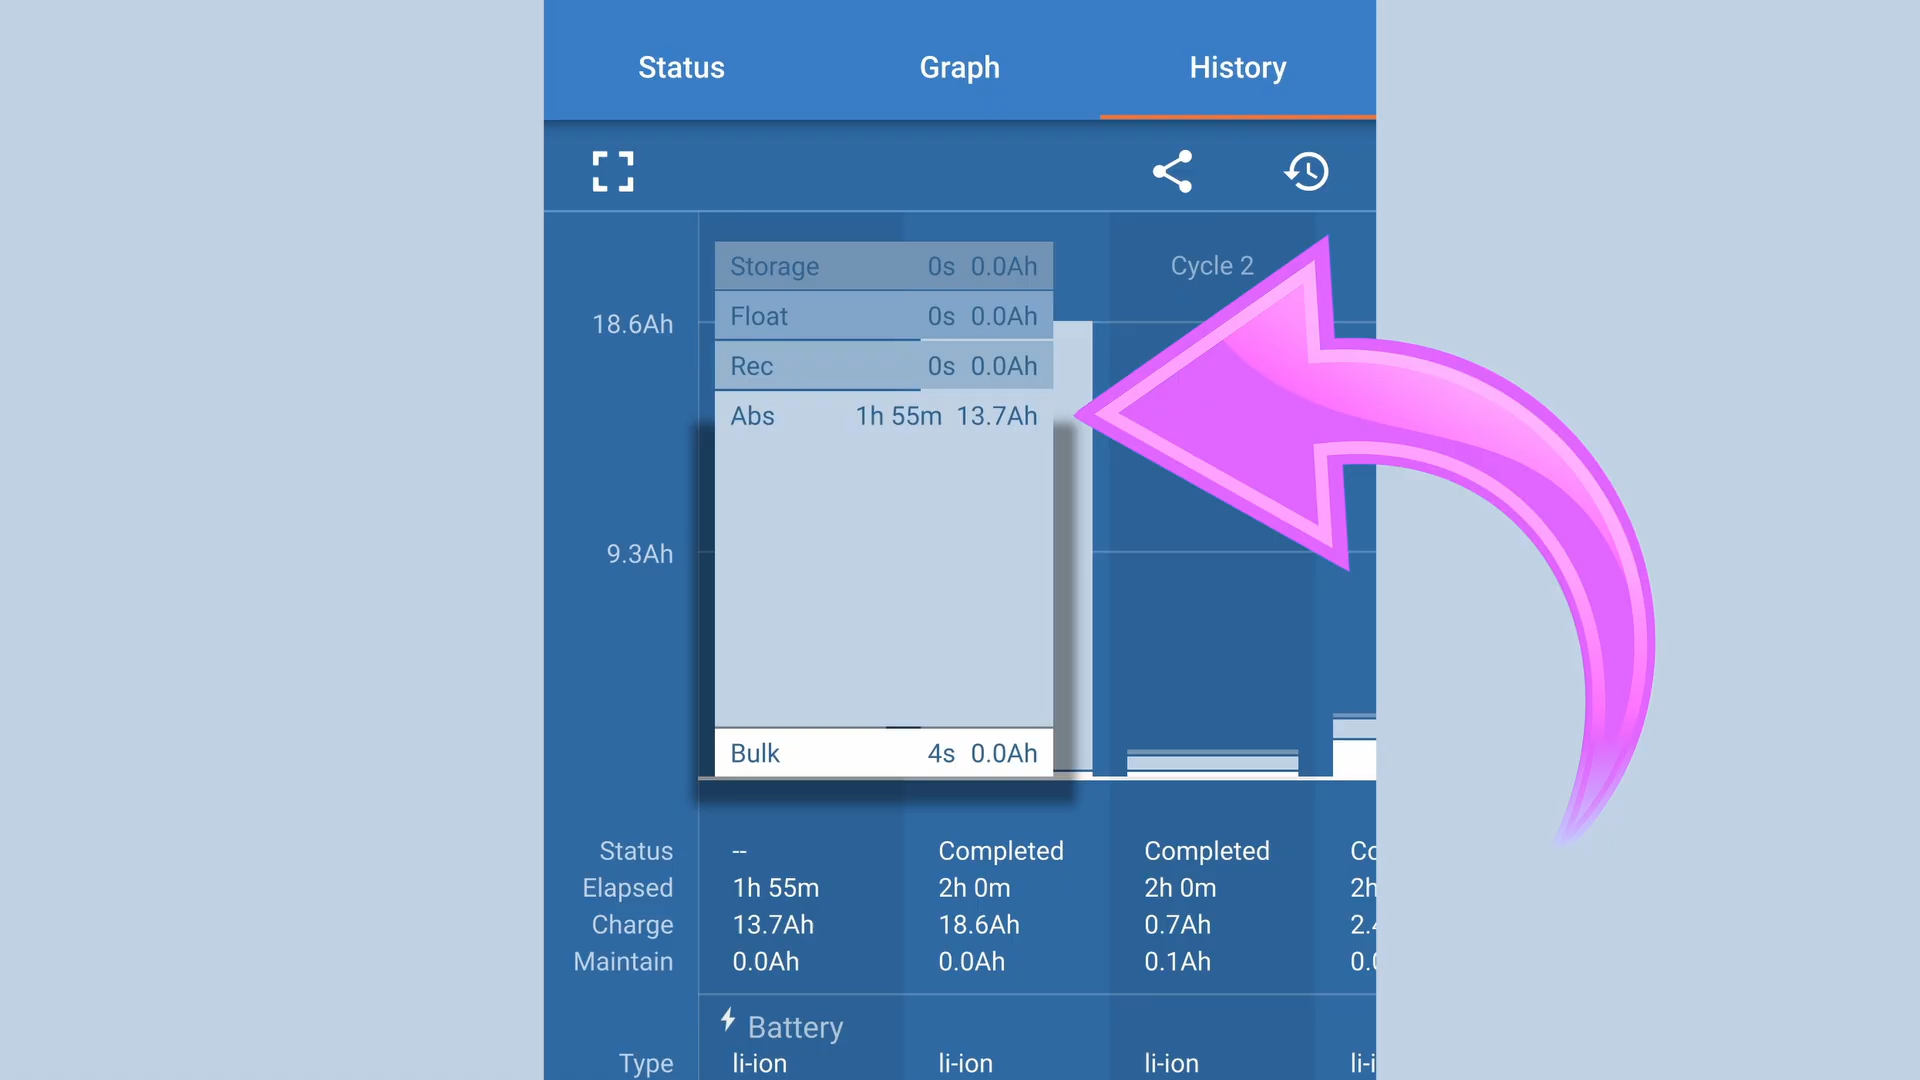 Status Graph History
Storage 0s 0.0Ah
Cycle 2
18.6Ah
Float 0s 0.0Ah
Rec 0s 0.0Ah
Abs 1h 55m 13.7Ah
9.3Ah
Bulk 4s 0.0Ah
Status -- Completed Completed
Elapsed 1h 55m 2h 0m 2h 0m
Charge 13.7Ah 18.6Ah 0.7Ah
Maintain 0.0Ah 0.0Ah 0.1Ah
Battery
Type li-ion li-ion li-ion